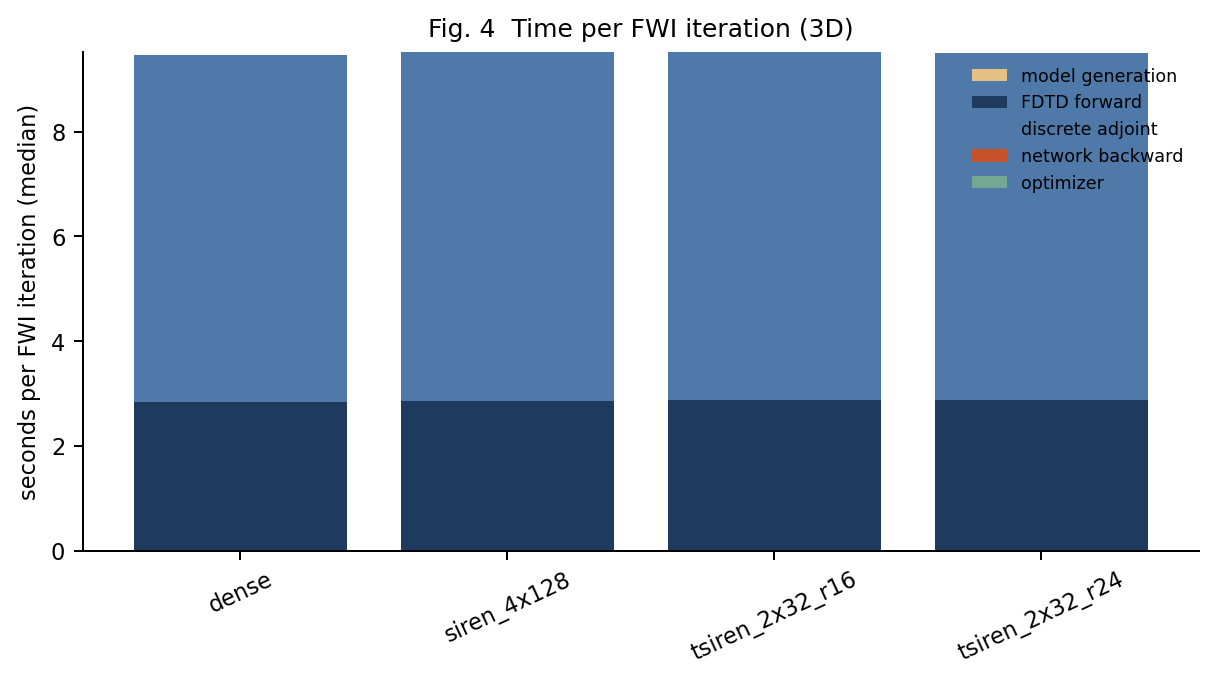 Fig. 4  Time per FWI iteration (3D)
seconds per FWI iteration (median)
8
6
4
2
0
model generation
FDTD forward
discrete adjoint
network backward
optimizer
dense
siren_4x128
tsiren_2x32_r16
tsiren_2x32_r24